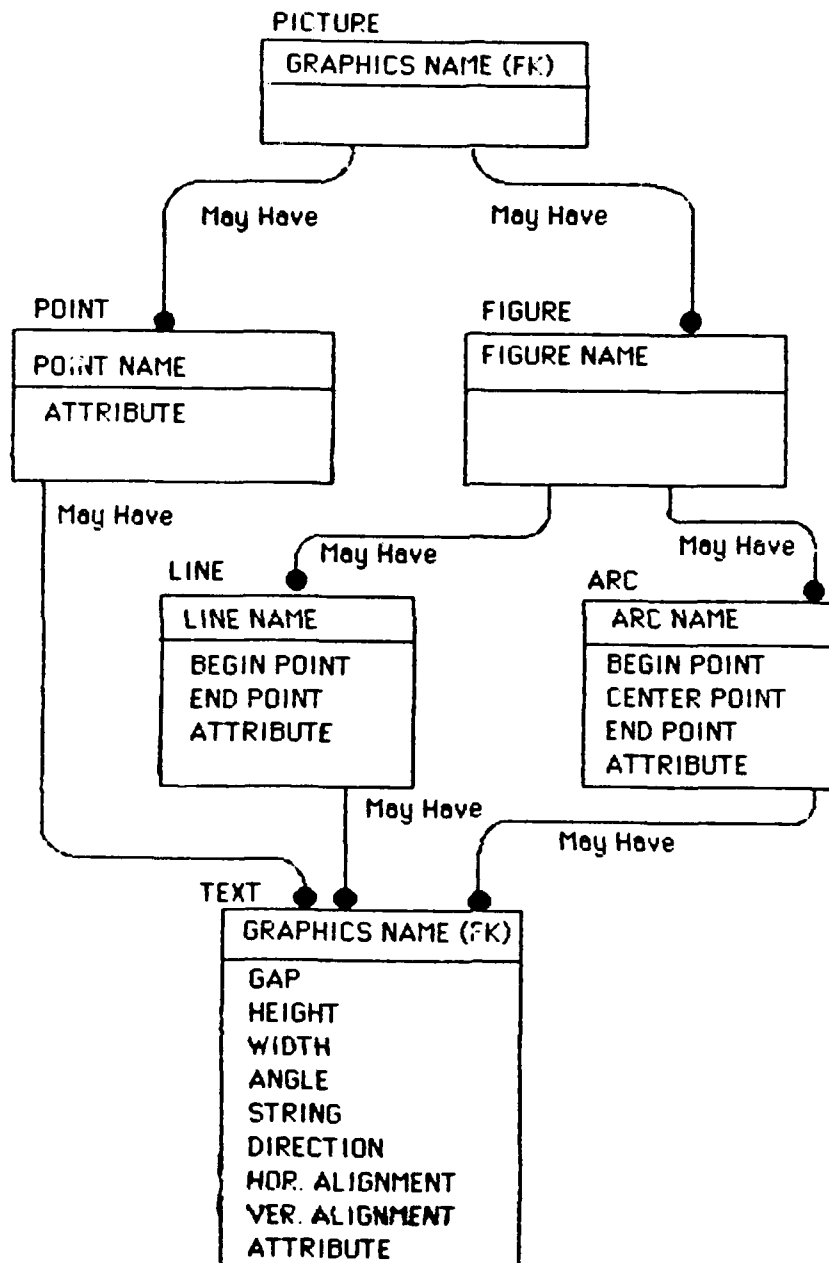 PICTURE
GRAPHICS NAME (FK)
May Have
May Have
POINT
POINT NAME
ATTRIBUTE
FIGURE
FIGURE NAME
May Have
May Have
May Have
LINE
LINE NAME
BEGIN POINT
END POINT
ATTRIBUTE
ARC
ARC NAME
BEGIN POINT
CENTER POINT
END POINT
ATTRIBUTE
May Have
May Have
TEXT
GRAPHICS NAME (FK)
GAP
HEIGHT
WIDTH
ANGLE
STRING
DIRECTION
HOR. ALIGNMENT
VER. ALIGNMENT
ATTRIBUTE